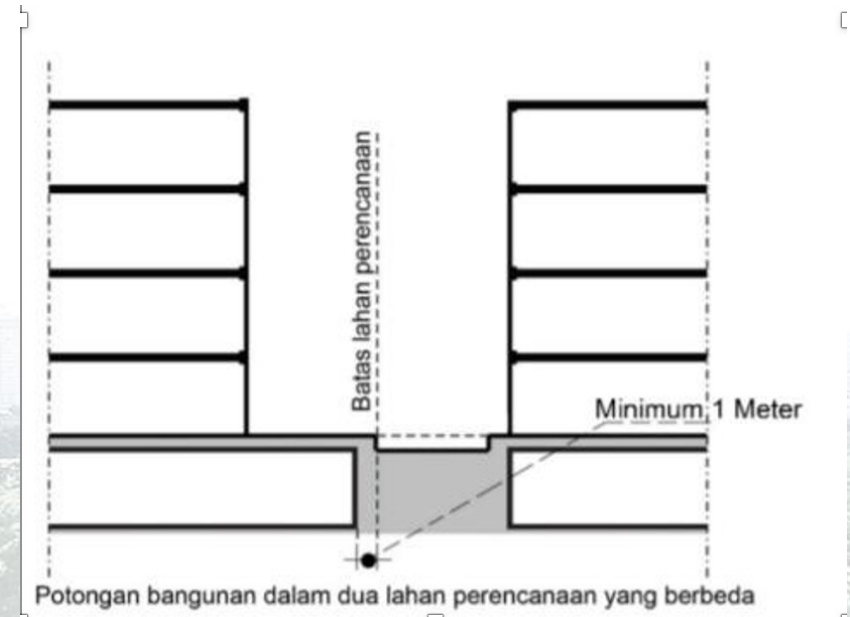 Batas lahan perencanaan
Minimum 1 Meter
Potongan bangunan dalam dua lahan perencanaan yang berbeda